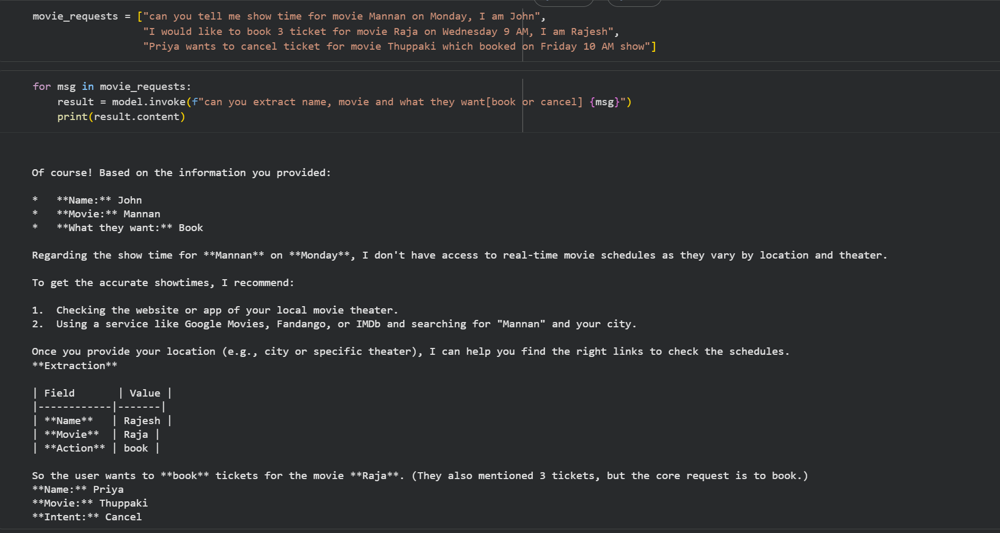 movie_requests = ["can you tell me show time for movie Mannan on Monday, I am John",
"I would like to book 3 ticket for movie Raja on Wednesday 9 AM, I am Rajesh",
"Priya wants to cancel ticket for movie Thuppaki which booked on Friday 10 AM show"]
for msg in movie_requests:
    result = model.invoke(f"can you extract name, movie and what they want[book or cancel] {msg}")
    print(result.content)
Of course! Based on the information you provided:
*   **Name:** John
*   **Movie:** Mannan
*   **What they want:** Book
Regarding the show time for **Mannan** on **Monday**, I don't have access to real-time movie schedules as they vary by location and theater.
To get the accurate showtimes, I recommend:
1.  Checking the website or app of your local movie theater.
2.  Using a service like Google Movies, Fandango, or IMDb and searching for "Mannan" and your city.
Once you provide your location (e.g., city or specific theater), I can help you find the right links to check the schedules.
**Extraction**
| Field       | Value |
|------------|-------|
| **Name**   | Rajesh |
| **Movie**  | Raja |
| **Action** | book |
So the user wants to **book** tickets for the movie **Raja**. (They also mentioned 3 tickets, but the core request is to book.)
**Name:** Priya
**Movie:** Thuppaki
**Intent:** Cancel